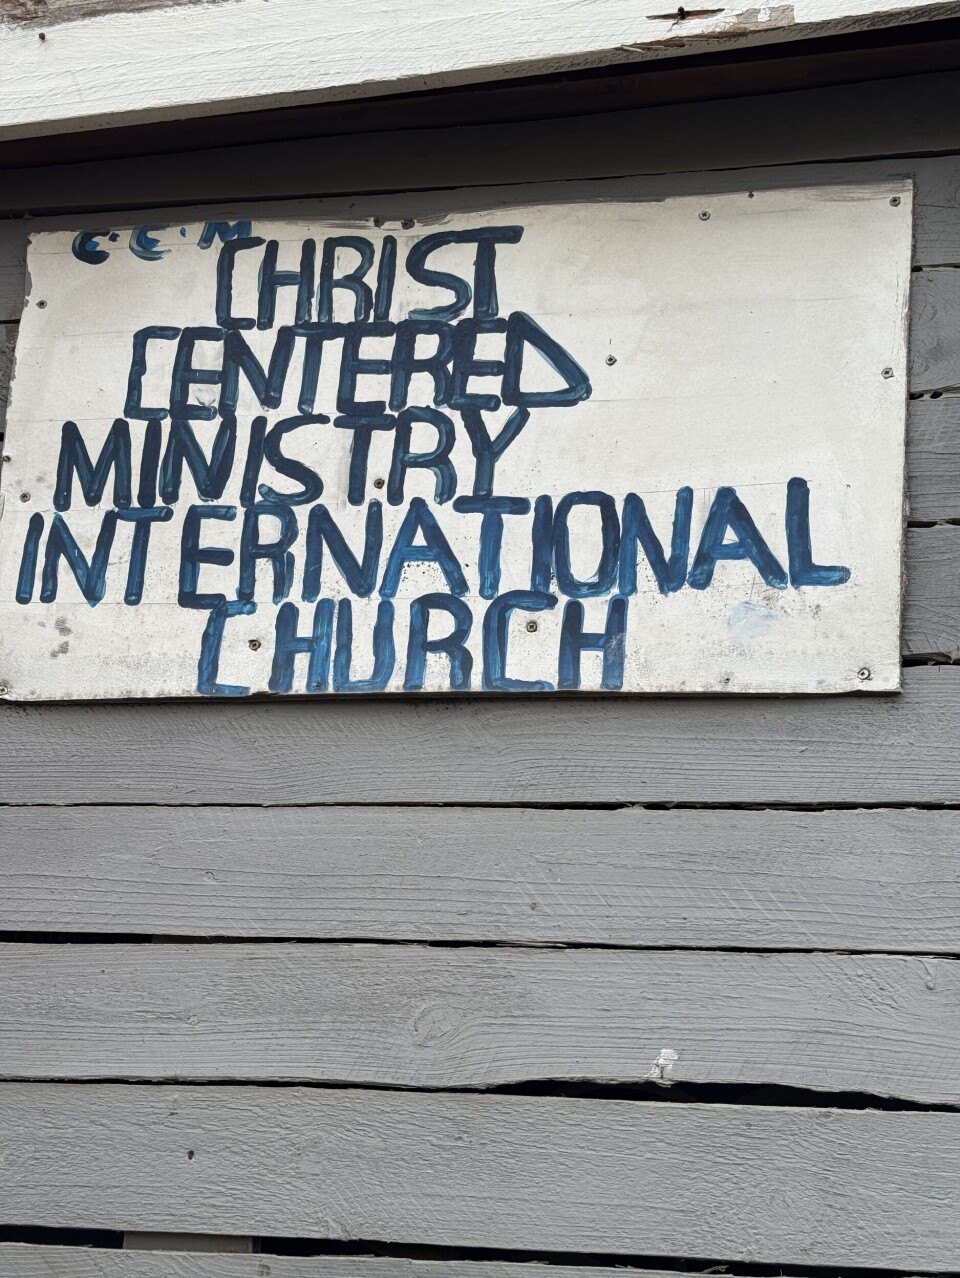 C.C.M
CHRIST
CENTERED
MINISTRY
INTERNATIONAL
CHURCH